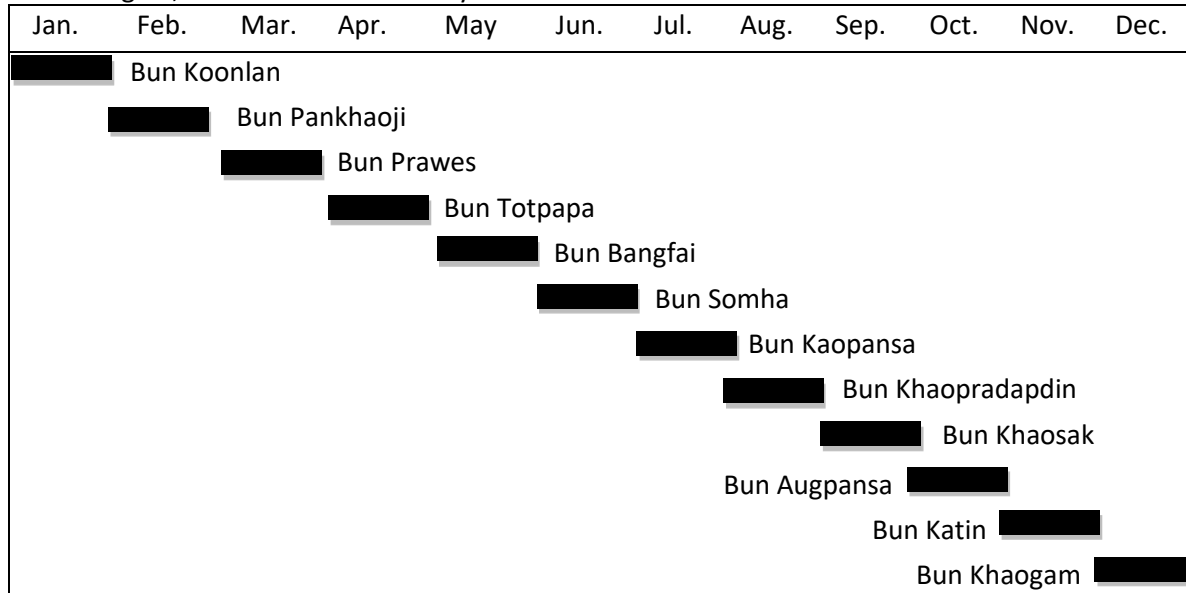 Jan. Feb. Mar. Apr. May Jun. Jul. Aug. Sep. Oct. Nov. Dec.
Bun Koonlan
Bun Pankhaoji
Bun Prawes
Bun Totpapa
Bun Bangfai
Bun Somha
Bun Kaopansa
Bun Khaopradapdin
Bun Khaosak
Bun Augpansa
Bun Katin
Bun Khaogam